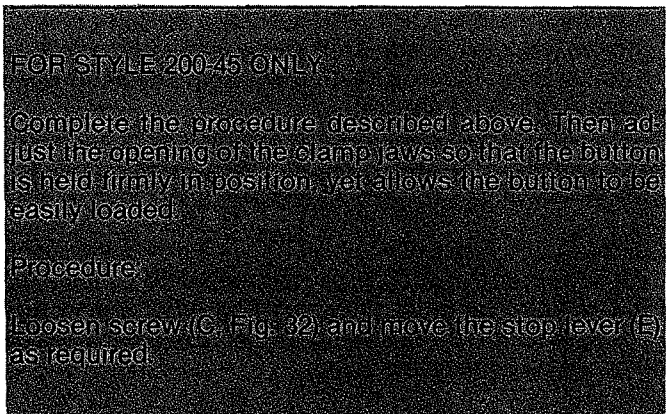 FOR STYLE 200-45 ONLY
Complete the procedure described above. Then ad-
just the opening of the clamp jaws so that the button
is held firmly in position, yet allows the button to be
easily loaded.
Procedure:
Loosen screw (C, Fig. 32) and move the stop lever (E)
as required.